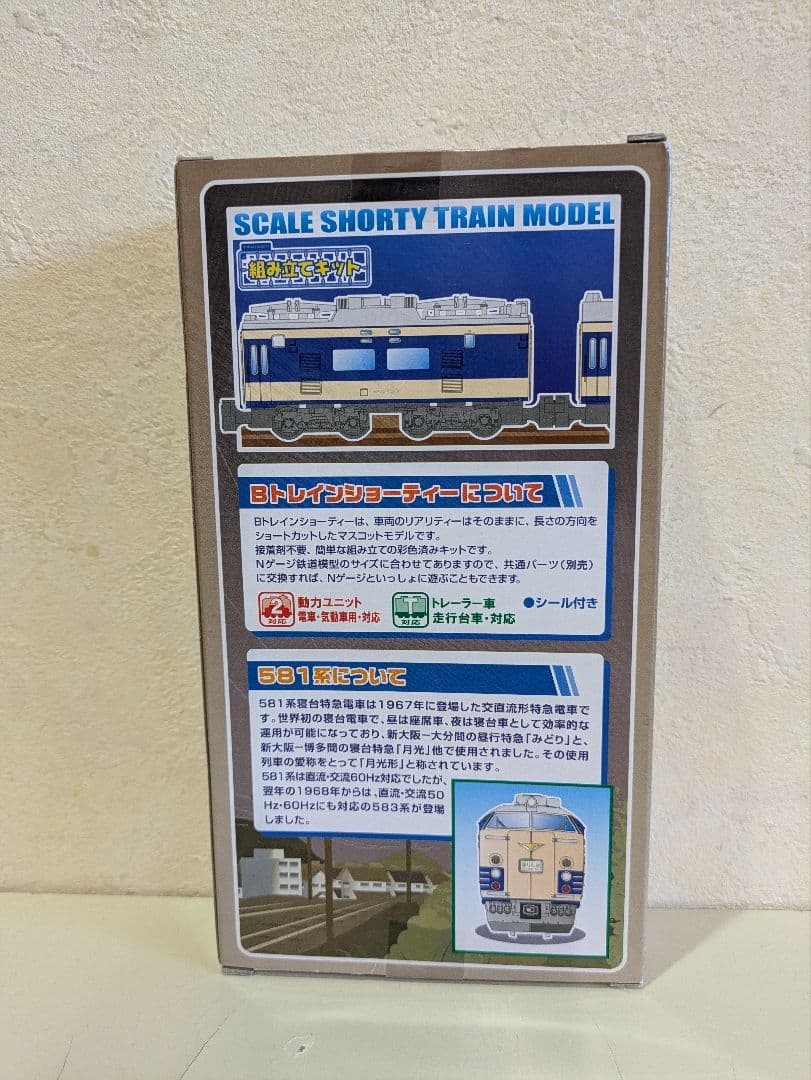 SCALE SHORTY TRAIN MODEL
組み立てキット
Bトレインショーティーについて
Bトレインショーティーは、車両のリアリティーはそのままに、長さの方向を
ショートカットしたマスコットモデルです。
接着剤不要、簡単な組み立ての彩色済みキットです。
Nゲージ鉄道模型のサイズに合わせてありますので、共通パーツ(別売)
に交換すれば、Nゲージといっしょに遊ぶこともできます。
2 対応 動力ユニット 電車・気動車用・対応
T 対応 トレーラー車 走行台車・対応
●シール付き
581系について
581系寝台特急電車は1967年に登場した交直流形特急電車で
す。世界初の寝台電車で、昼は座席車、夜は寝台車として効率的な
運用が可能になっており、新大阪−大分間の昼行特急「みどり」と、
新大阪−博多間の寝台特急「月光」他で使用されました。その使用
列車の愛称をとって「月光形」と称されています。
581系は直流・交流60Hz対応でしたが、
翌年の1968年からは、直流・交流50
Hz・60Hzにも対応の583系が登場
しました。